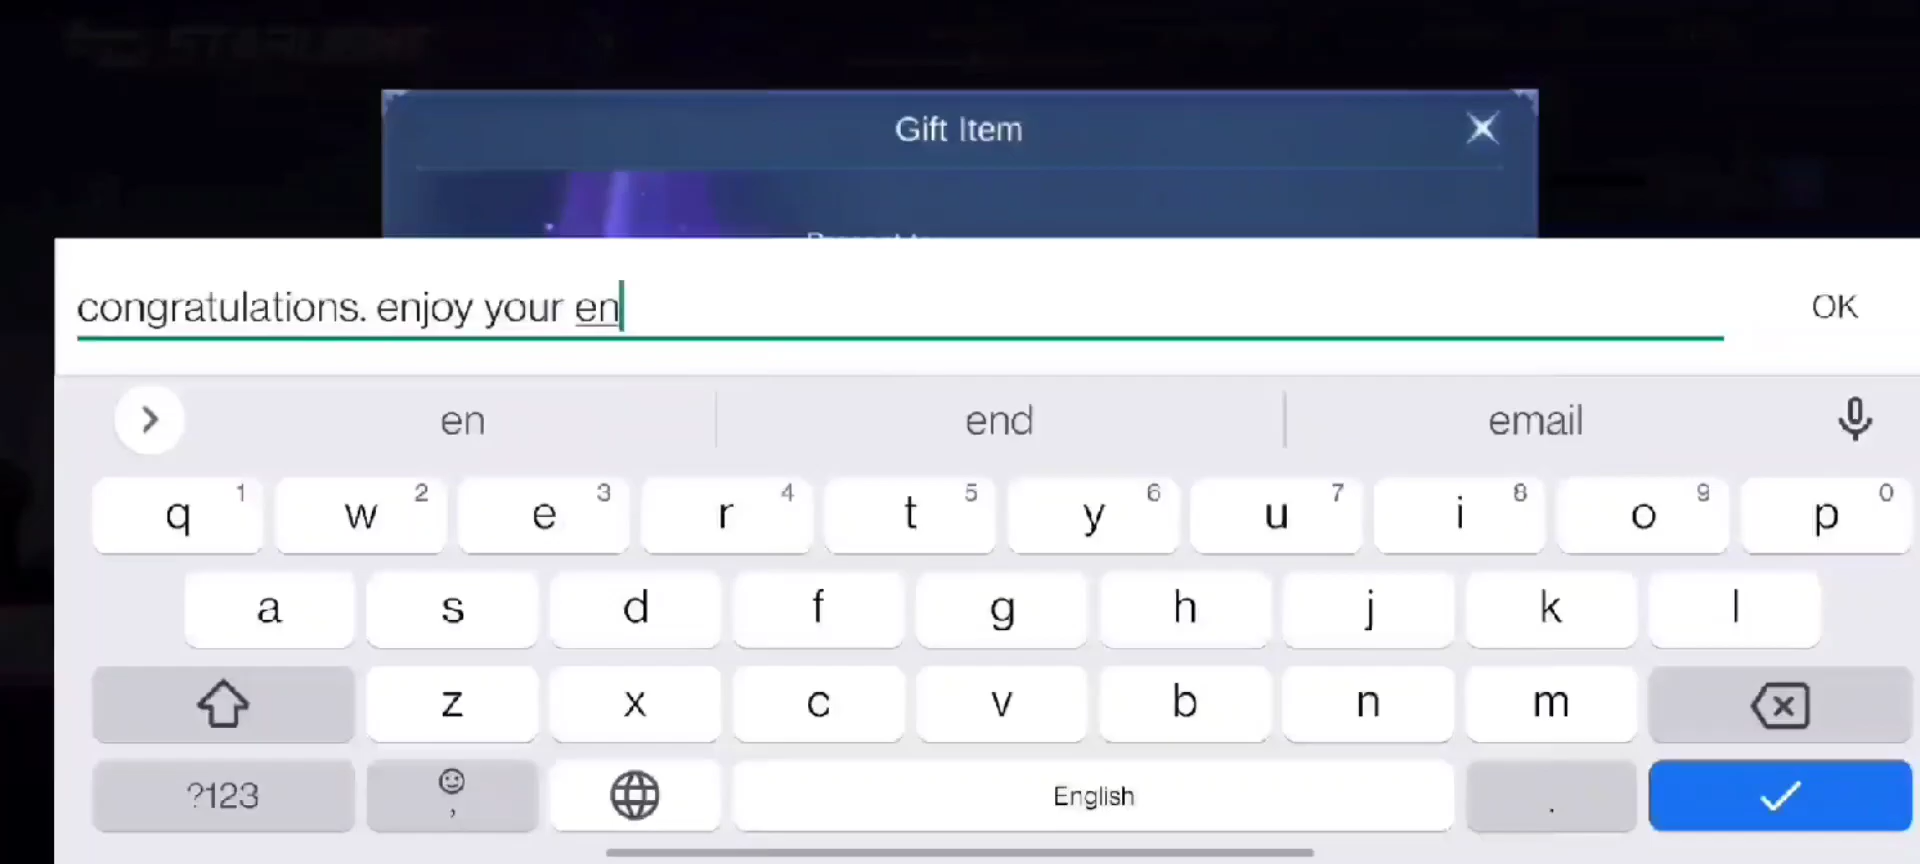 STARLIGHT
Gift Item
congratulations. enjoy your en
OK
en end email
q 1 w 2 e 3 r 4 t 5 y 6 u 7 i 8 o 9 p 0
a s d f g h j k l
z x c v b n m
?123 , English .